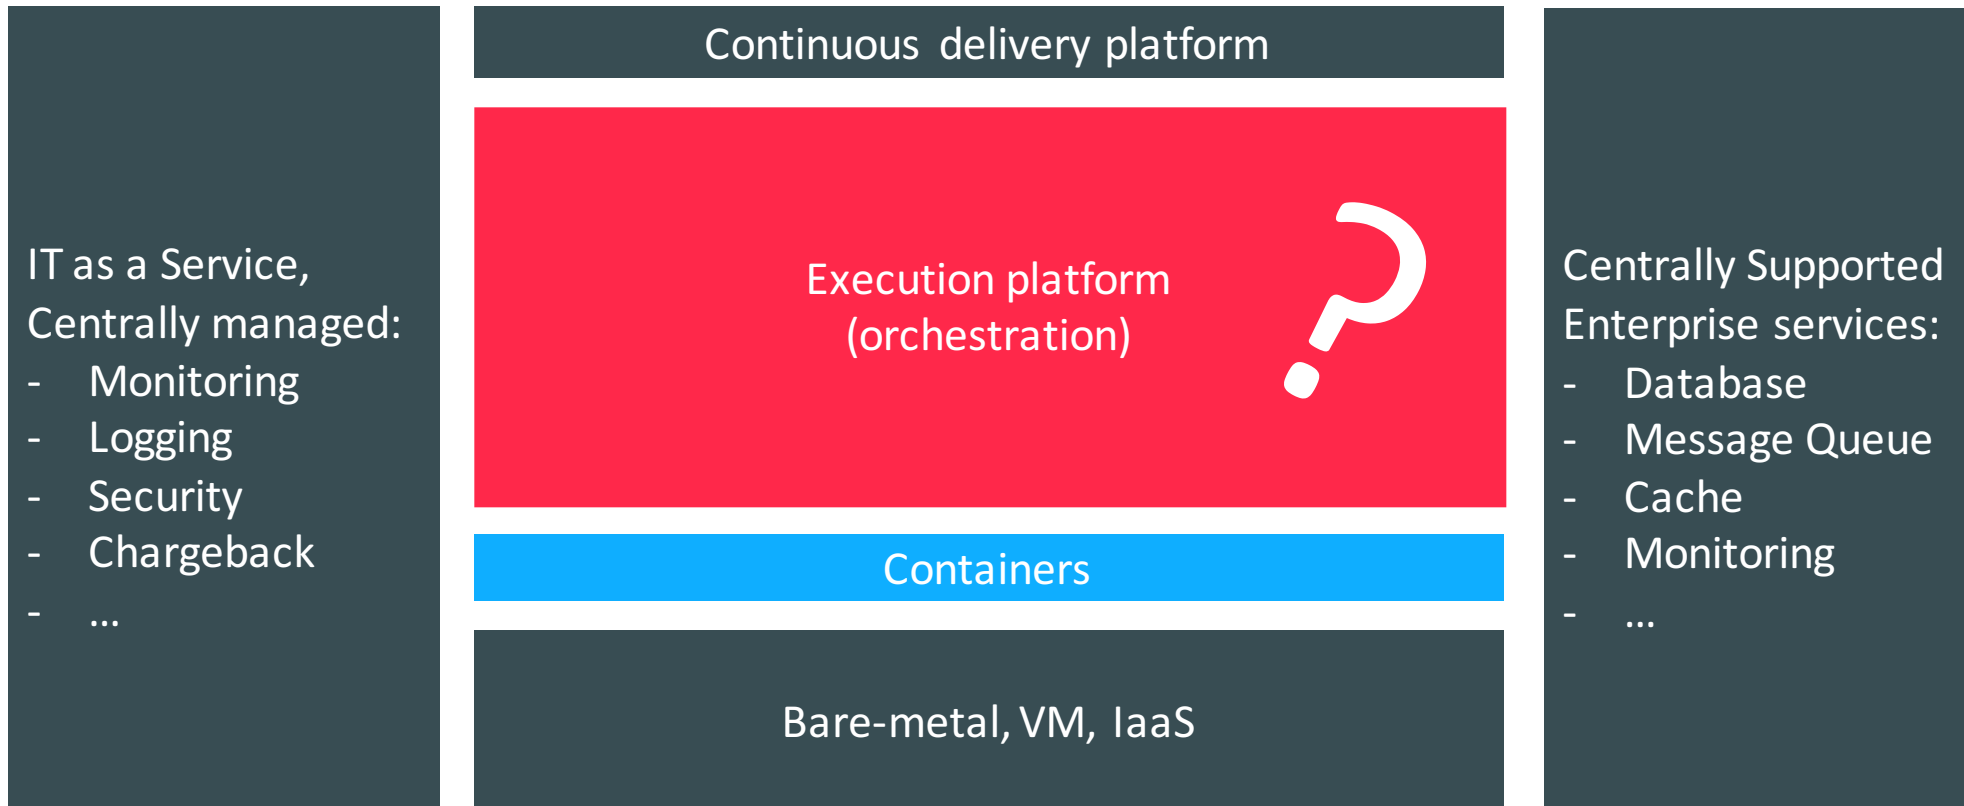 Continuous delivery platform
IT as a Service,
Centrally managed:
- Monitoring
- Logging
- Security
- Chargeback
- ...
Execution platform
(orchestration)
?
Containers
Bare-metal, VM, IaaS
Centrally Supported
Enterprise services:
- Database
- Message Queue
- Cache
- Monitoring
- ...